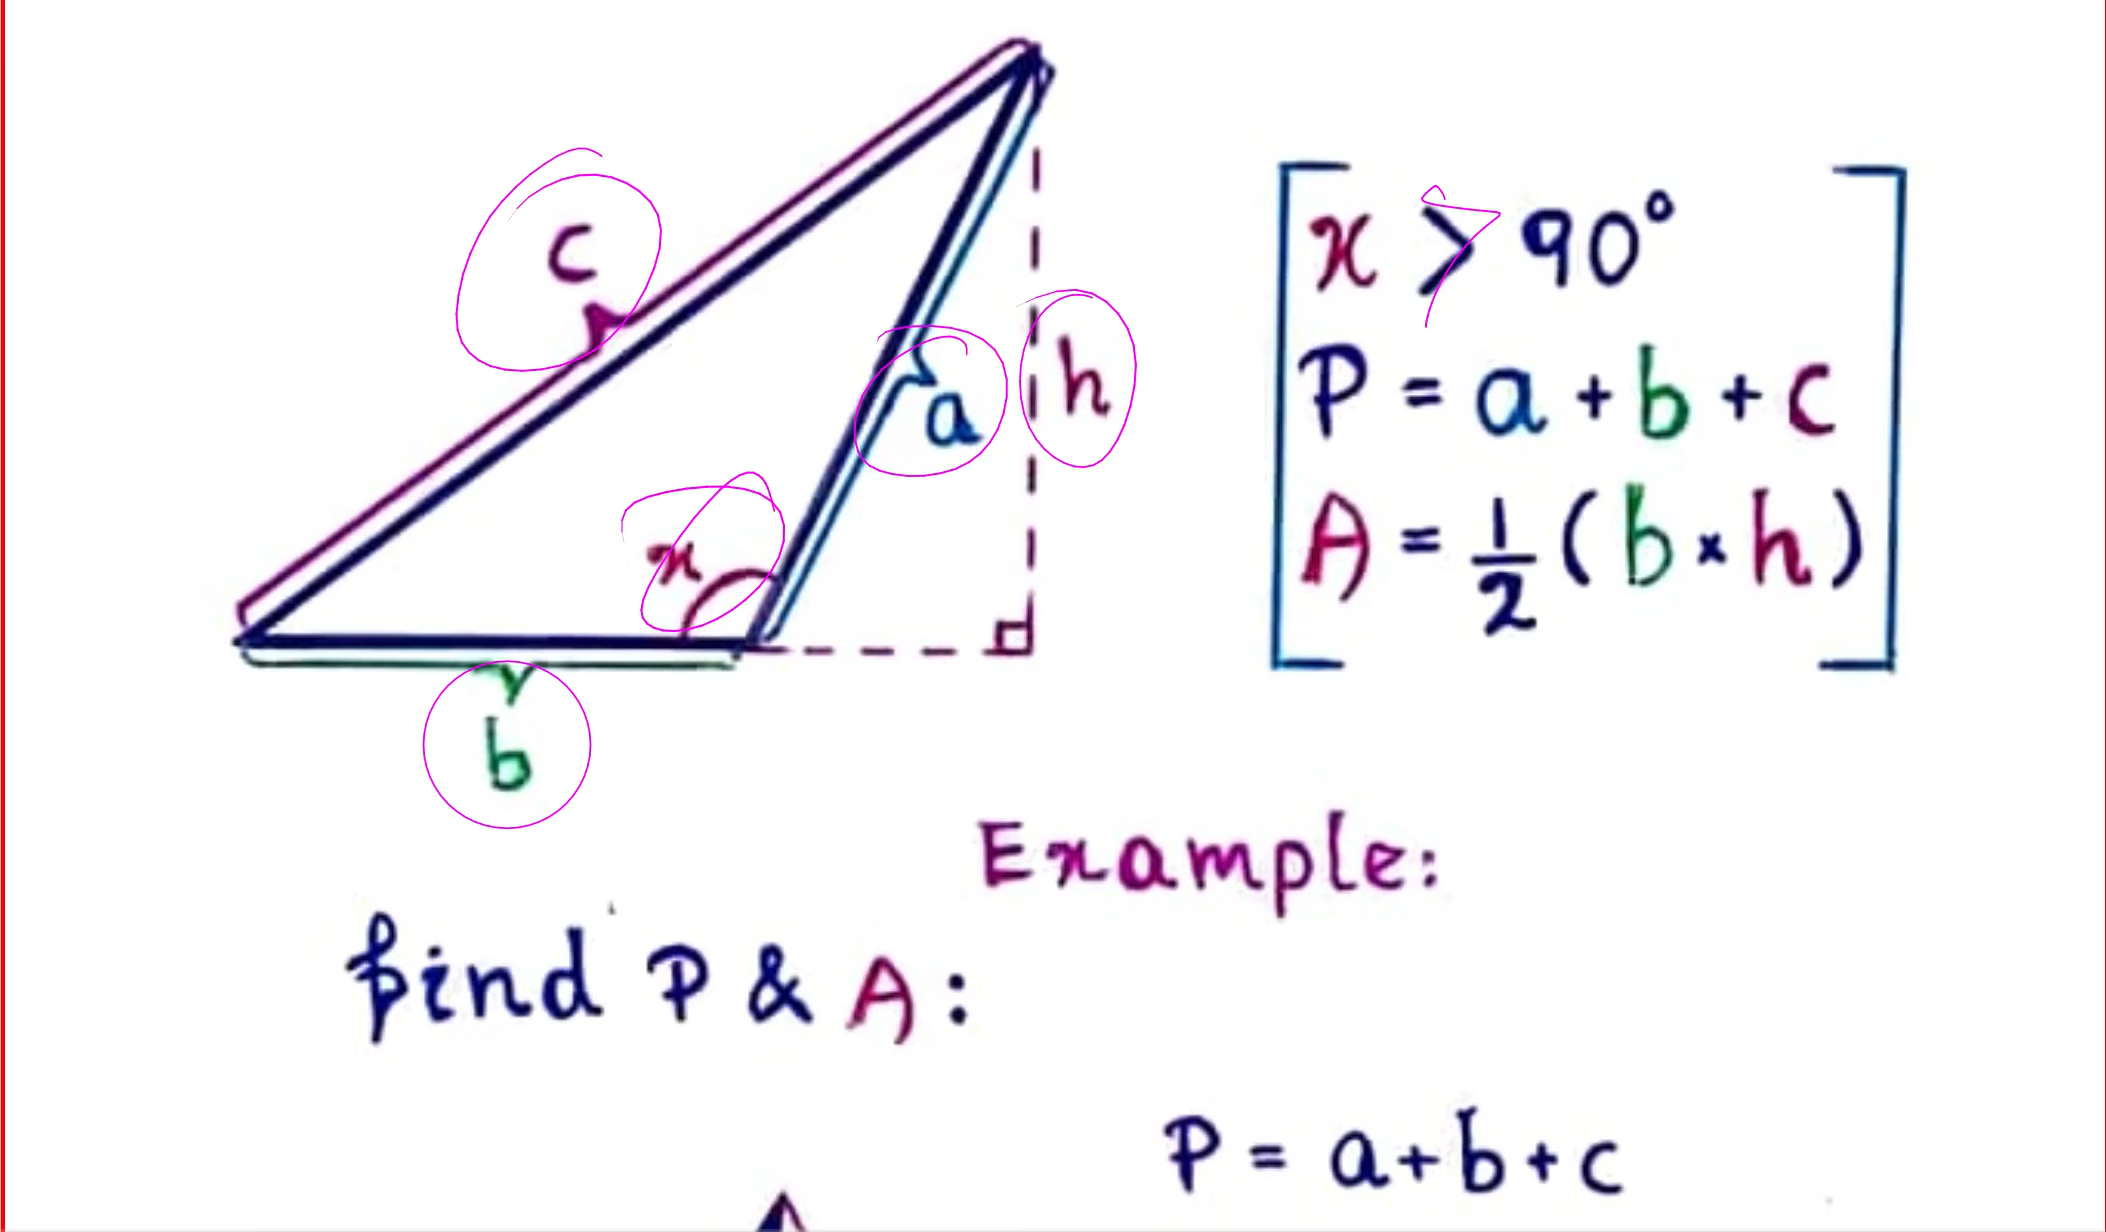 c
a
h
x
b
x > 90°
P = a + b + c
A = 1/2 ( b × h )
Example:
find P & A:
P = a + b + c